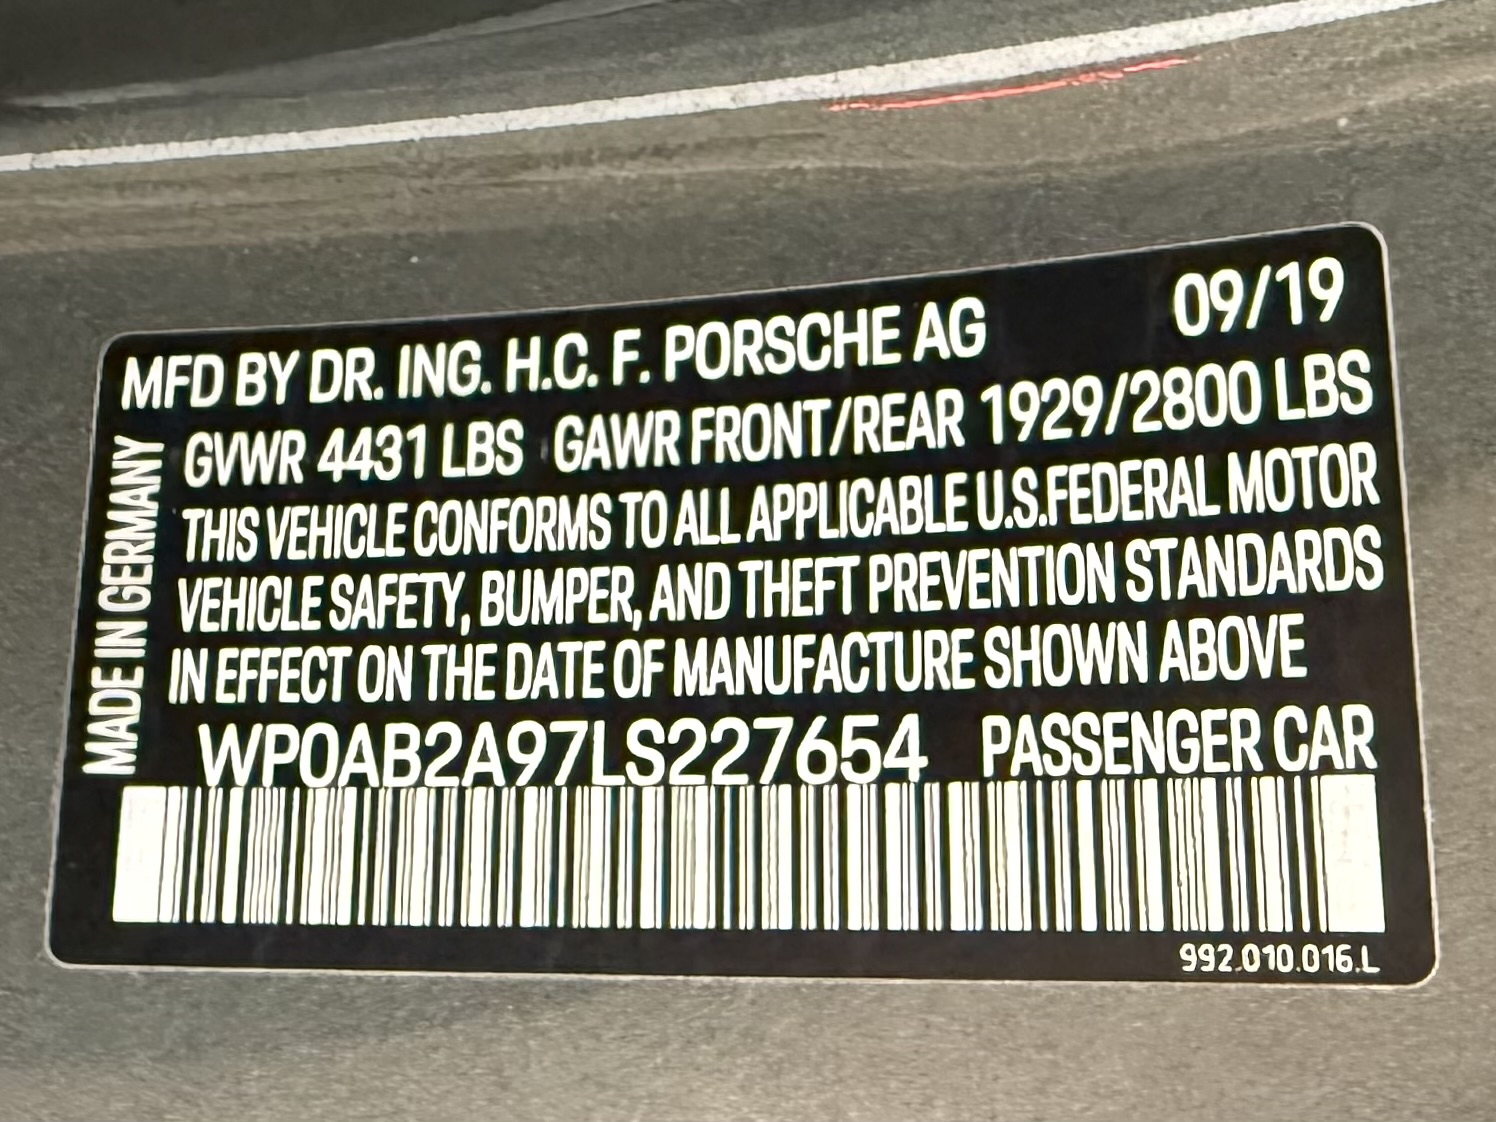 MFD BY DR. ING. H.C. F. PORSCHE AG 09/19
GVWR 4431 LBS GAWR FRONT/REAR 1929/2800 LBS
THIS VEHICLE CONFORMS TO ALL APPLICABLE U.S.FEDERAL MOTOR
VEHICLE SAFETY, BUMPER, AND THEFT PREVENTION STANDARDS
IN EFFECT ON THE DATE OF MANUFACTURE SHOWN ABOVE
WP0AB2A97LS227654 PASSENGER CAR
992.010.016.L
MADE IN GERMANY